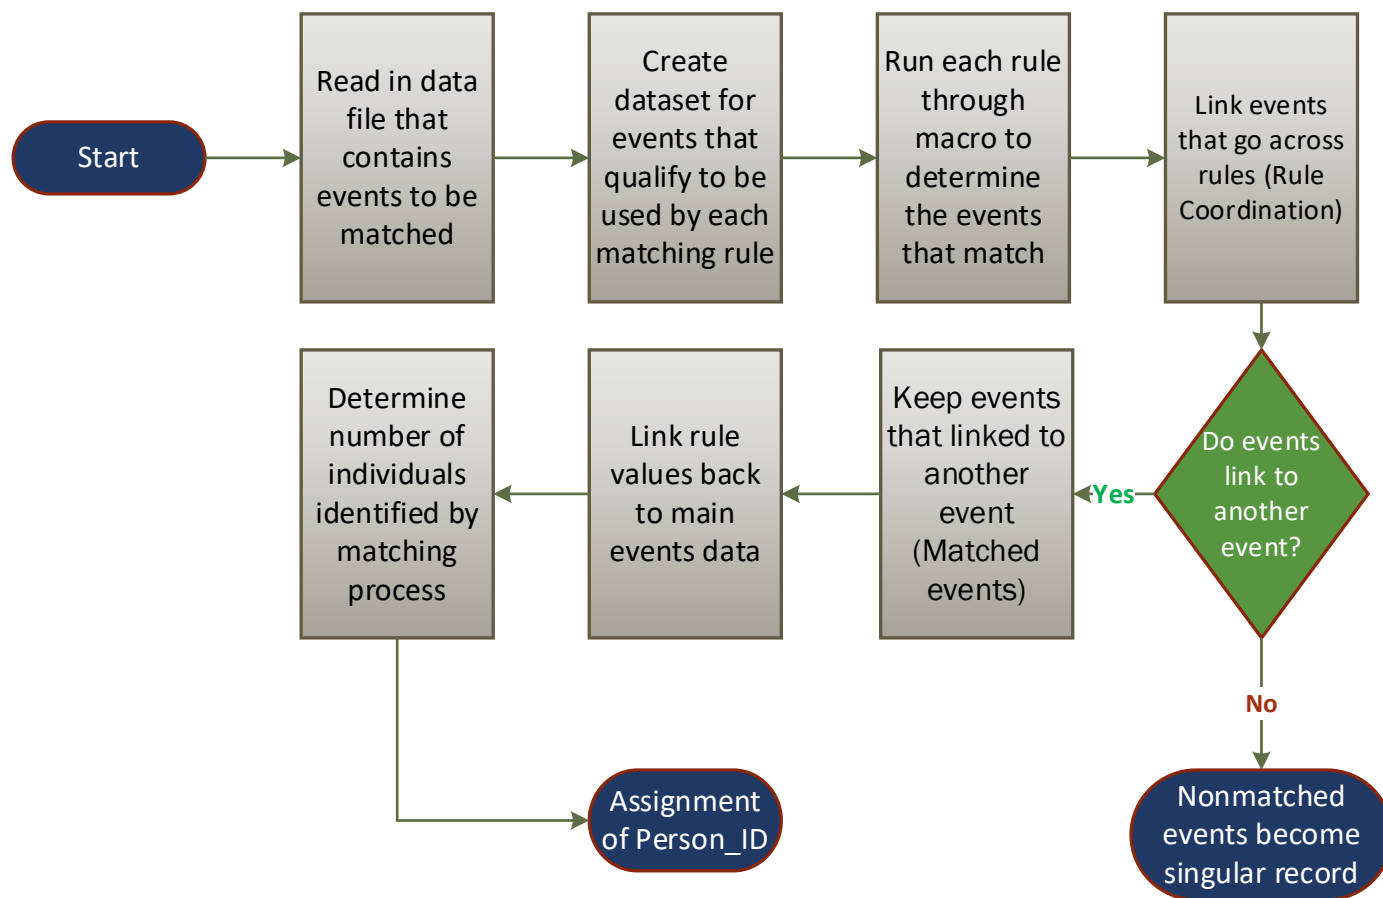 Start
Read in data
file that
contains
events to be
matched
Create
dataset for
events that
qualify to be
used by each
matching rule
Run each rule
through
macro to
determine
the events
that match
Link events
that go across
rules (Rule
Coordination)
Do events
link to
another
event?
Yes
Keep events
that linked to
another
event
(Matched
events)
Link rule
values back
to main
events data
Determine
number of
individuals
identified by
matching
process
Assignment
of Person_ID
No
Nonmatched
events become
singular record